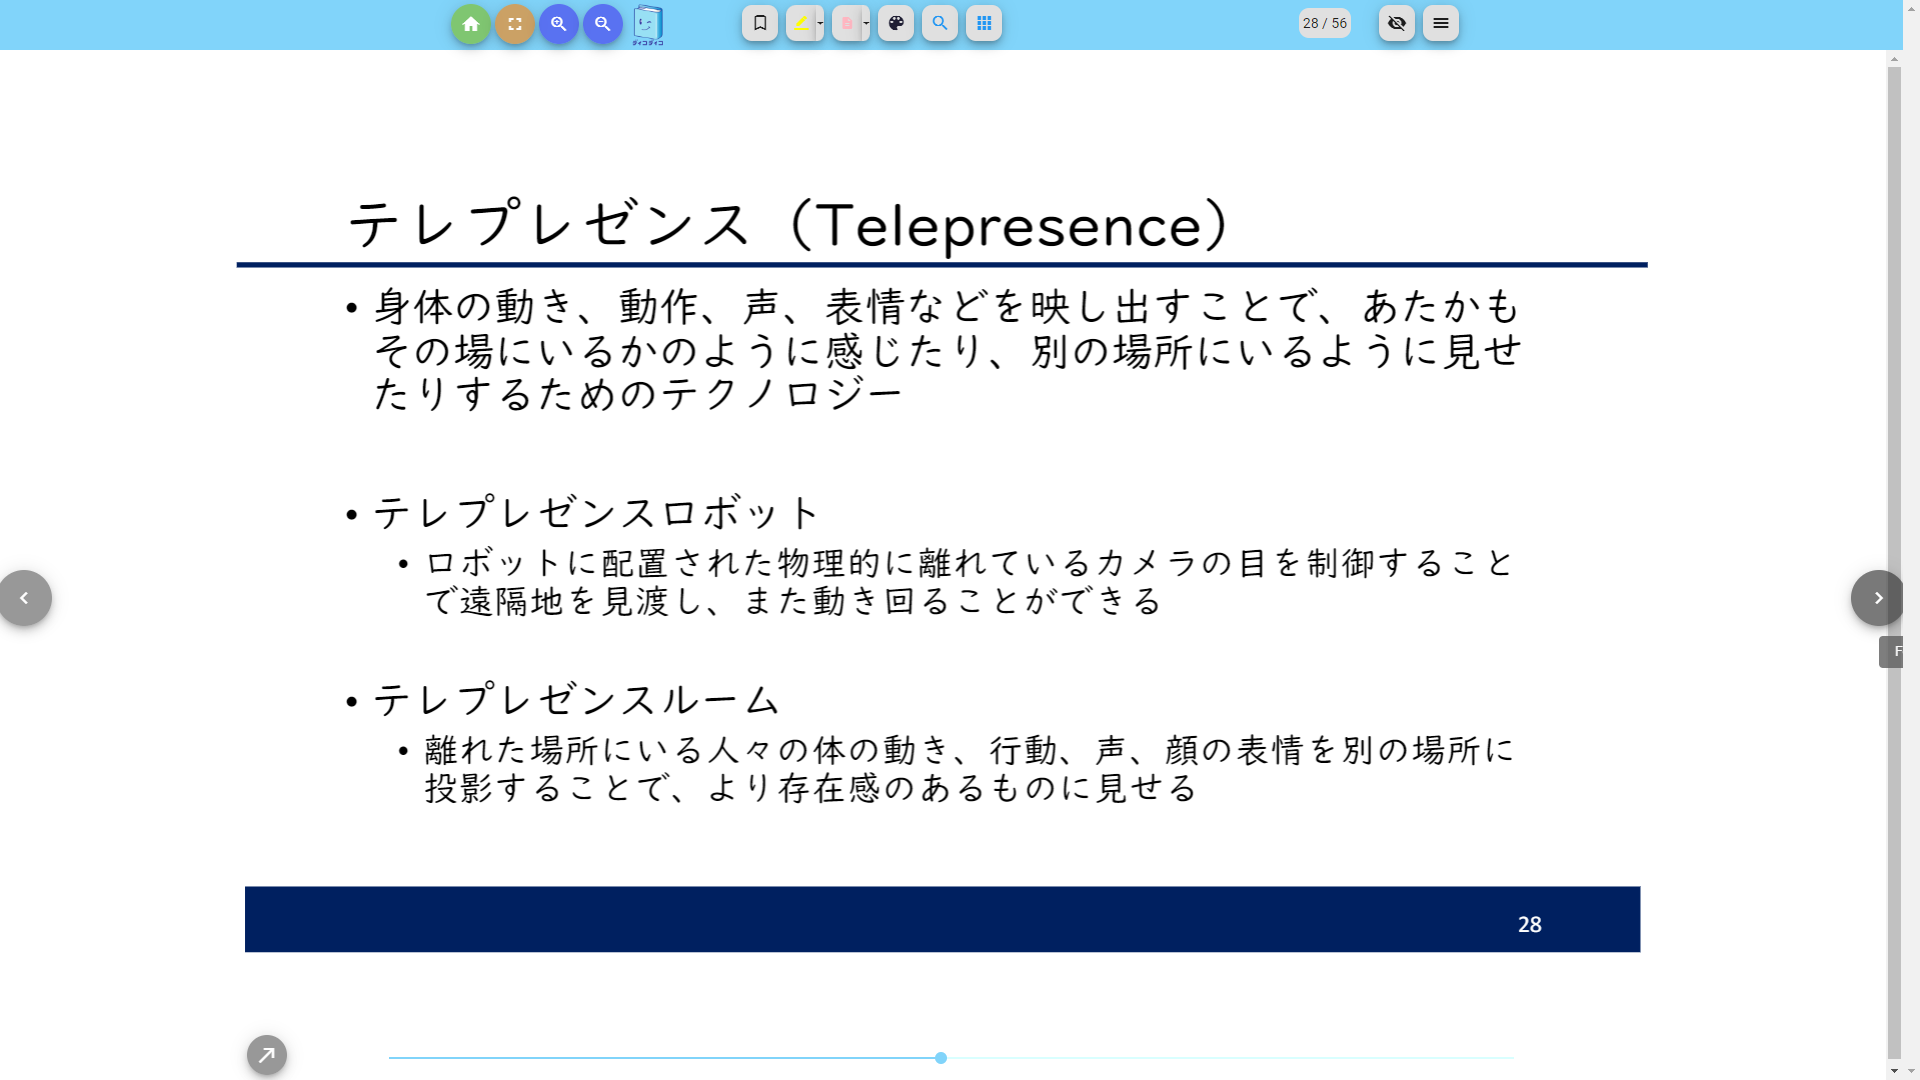 ダイコダイコ
28 / 56
テレプレゼンス（Telepresence）
• 身体の動き、動作、声、表情などを映し出すことで、あたかも
その場にいるかのように感じたり、別の場所にいるように見せ
たりするためのテクノロジー
• テレプレゼンスロボット
• ロボットに配置された物理的に離れているカメラの目を制御すること
で遠隔地を見渡し、また動き回ることができる
• テレプレゼンスルーム
• 離れた場所にいる人々の体の動き、行動、声、顔の表情を別の場所に
投影することで、より存在感のあるものに見せる
28